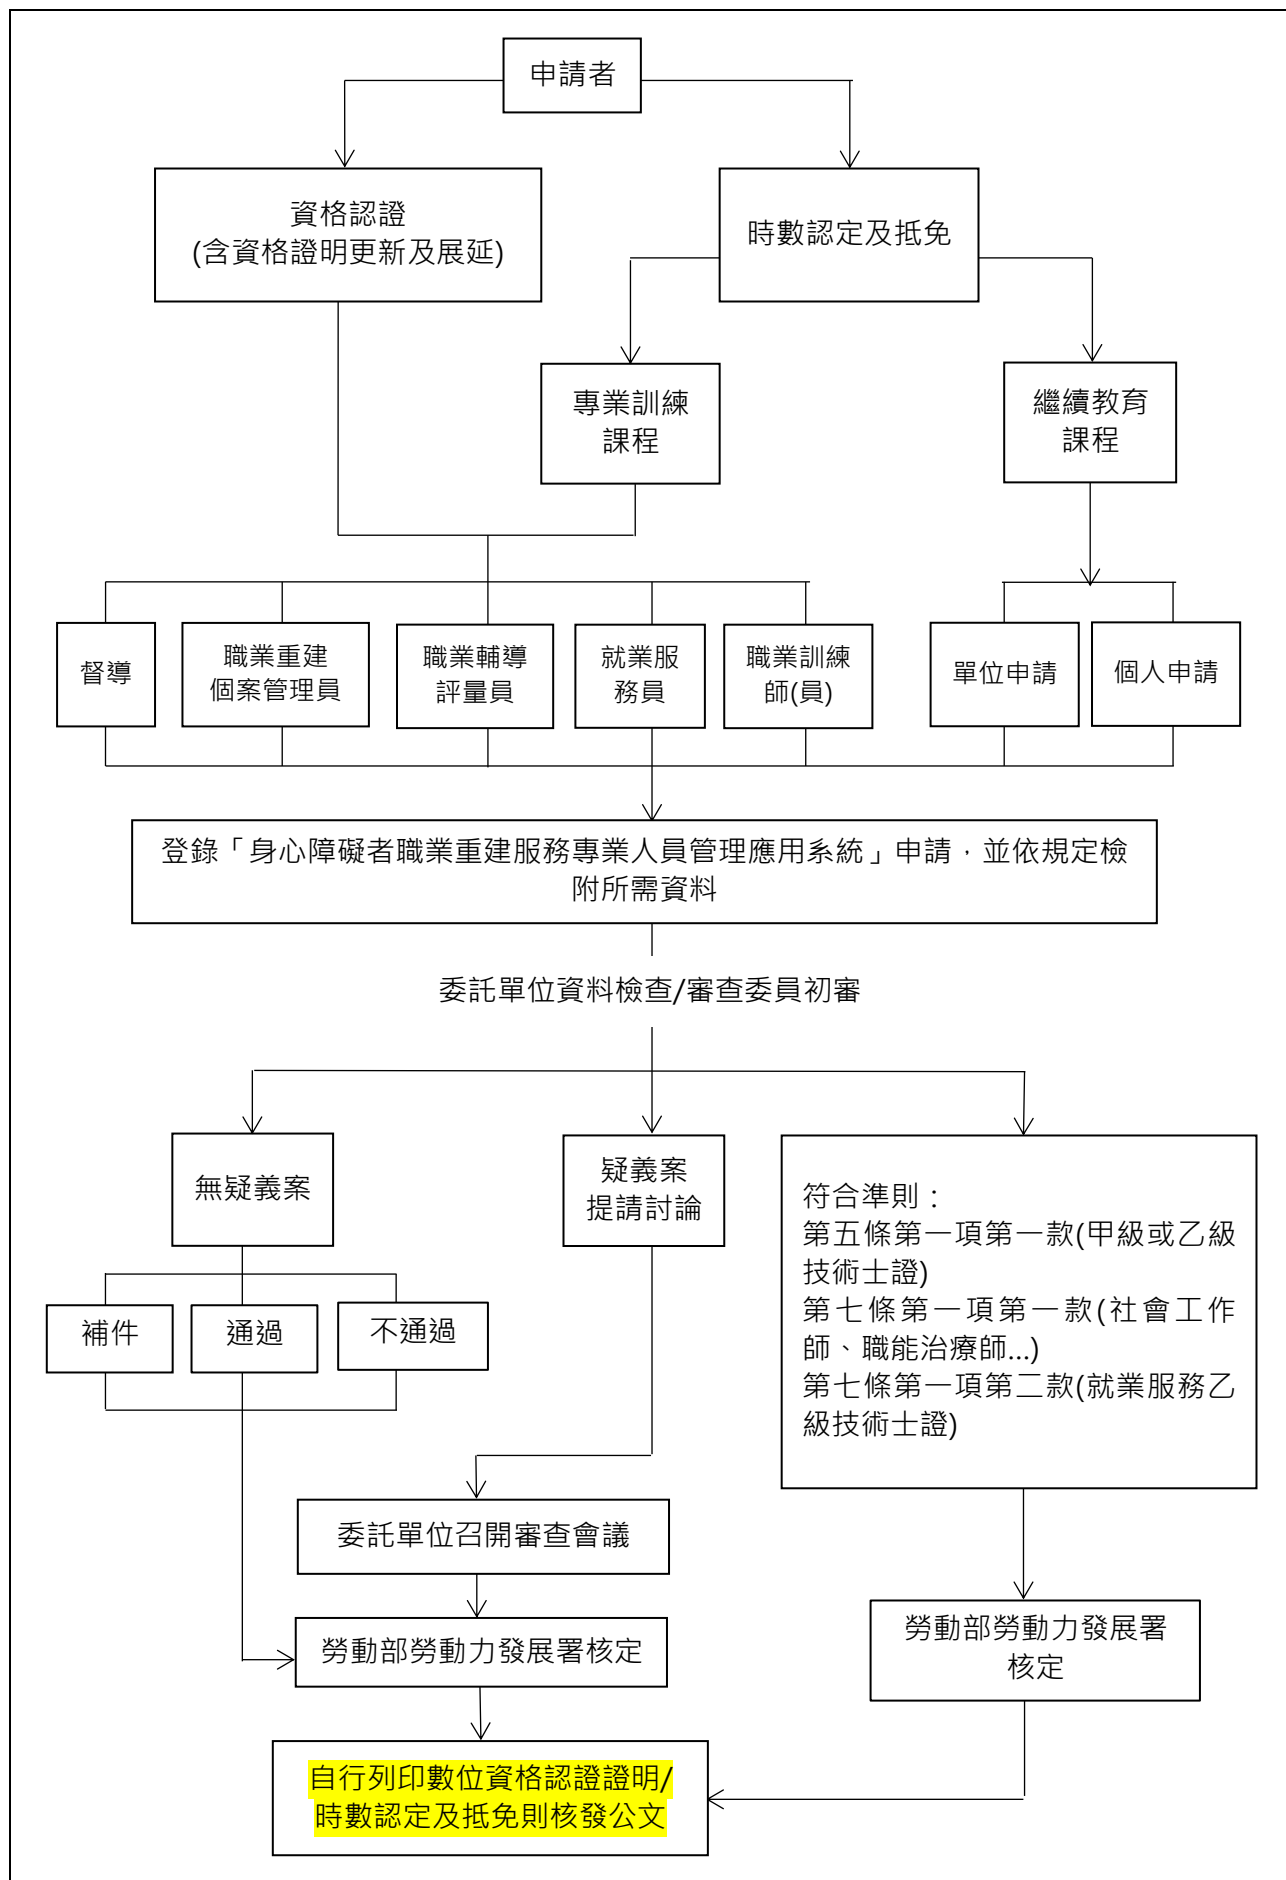 申請者
資格認證
(含資格證明更新及展延)
時數認定及抵免
專業訓練
課程
繼續教育
課程
督導
職業重建
個案管理員
職業輔導
評量員
就業服
務員
職業訓練
師(員)
單位申請
個人申請
登錄「身心障礙者職業重建服務專業人員管理應用系統」申請，並依規定檢
附所需資料
委託單位資料檢查/審查委員初審
無疑義案
疑義案
提請討論
符合準則：
第五條第一項第一款(甲級或乙級
技術士證)
第七條第一項第一款(社會工作
師、職能治療師...)
第七條第一項第二款(就業服務乙
級技術士證)
補件
通過
不通過
委託單位召開審查會議
勞動部勞動力發展署核定
勞動部勞動力發展署
核定
自行列印數位資格認證證明/
時數認定及抵免則核發公文